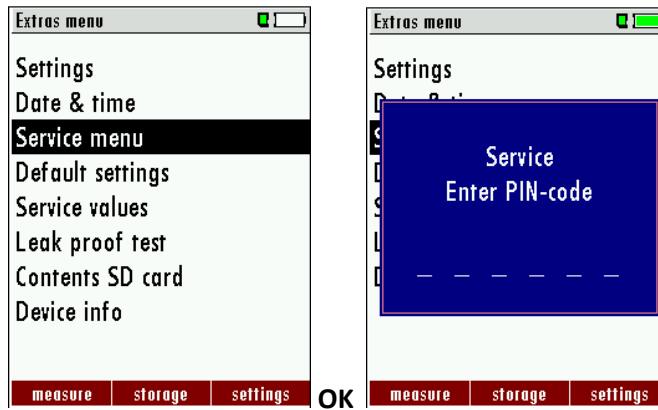 Extras menu
Settings
Date & time
Service menu
Default settings
Service values
Leak proof test
Contents SD card
Device info
measure storage settings
OK
Extras menu
Settings
Service
Enter PIN-code
_ _ _ _ _ _
measure storage settings